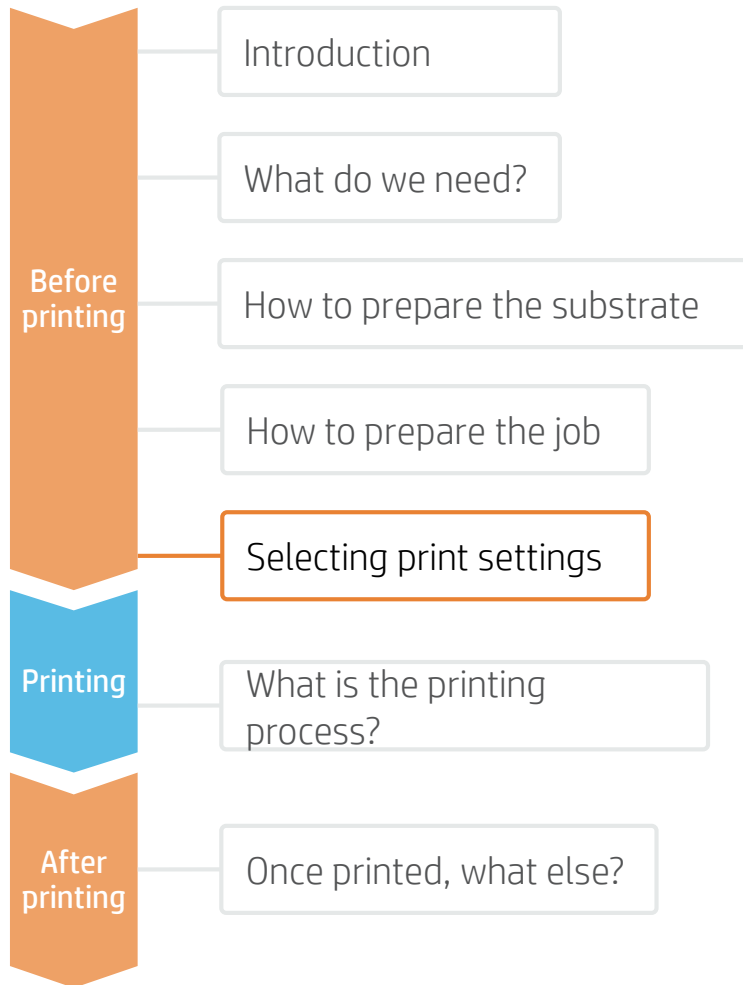 Introduction
What do we need?
Before
printing
How to prepare the substrate
How to prepare the job
Selecting print settings
Printing
What is the printing
process?
After
printing
Once printed, what else?